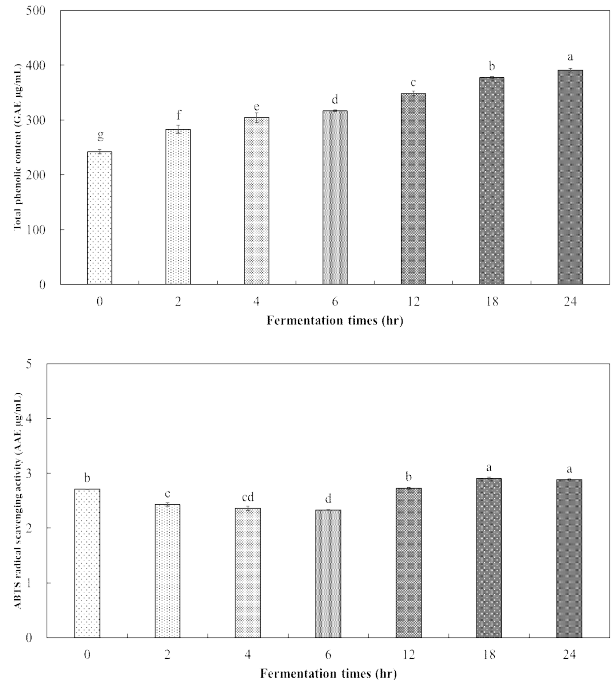 500
400
300
200
100
0
Total phenolic content (GAE µg/mL)
g
f
e
d
c
b
a
0 2 4 6 12 18 24
Fermentation times (hr)
5
4
3
2
1
0
ABTS radical scavenging activity (AAE µg/mL)
b
c
cd
d
b
a
a
0 2 4 6 12 18 24
Fermentation times (hr)